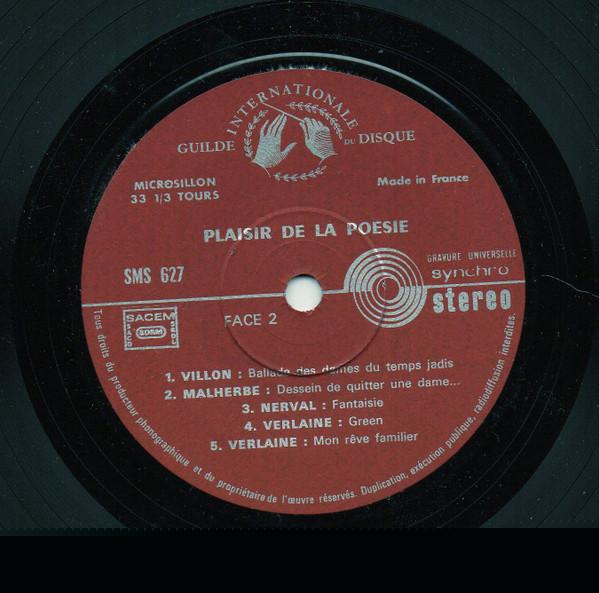 INTERNATIONALE
GUILDE DU DISQUE
MICROSILLON
33 1/3 TOURS
Made in France
PLAISIR DE LA POESIE
SMS 627
GRAVURE UNIVERSELLE
synchro
stereo
SACEM
SACD
SDRM
SGDL
FACE 2
1. VILLON : Ballade des dames du temps jadis
2. MALHERBE : Dessein de quitter une dame...
3. NERVAL : Fantaisie
4. VERLAINE : Green
5. VERLAINE : Mon rêve familier
Tous droits du producteur phonographique et du propriétaire de l'œuvre réservés. Duplication, exécution publique, radiodiffusion interdites.